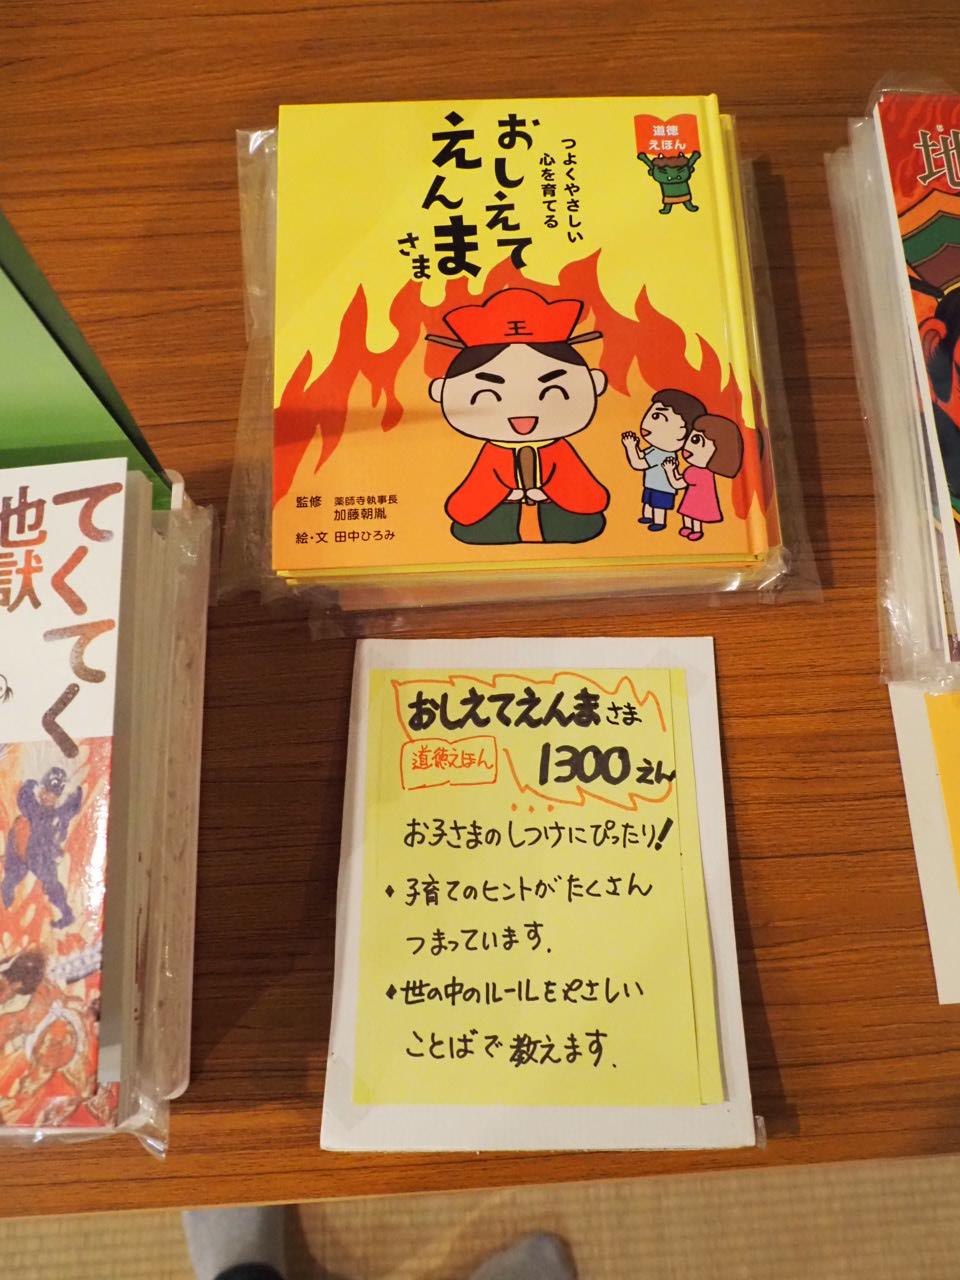 つよくやさしい
心を育てる
おしえて
えんま
さま
道徳
えほん
王
監修 薬師寺執事長
加藤朝胤
絵・文 田中ひろみ
てくてく
地獄
じ
地
おしえてえんまさま
道徳えほん
1300えん
お子さまのしつけにぴったり!
・子育てのヒントがたくさん
つまっています.
・世の中のルールをやさしい
ことばで教えます.